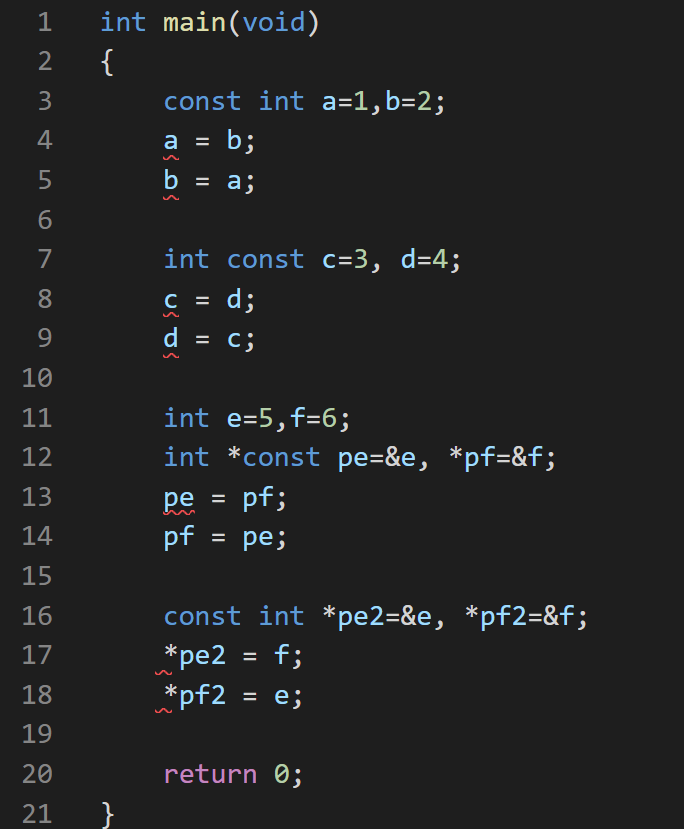 1 int main(void)
2 {
3 const int a=1,b=2;
4 a = b;
5 b = a;
6
7 int const c=3, d=4;
8 c = d;
9 d = c;
10
11 int e=5,f=6;
12 int *const pe=&e, *pf=&f;
13 pe = pf;
14 pf = pe;
15
16 const int *pe2=&e, *pf2=&f;
17 *pe2 = f;
18 *pf2 = e;
19
20 return 0;
21 }